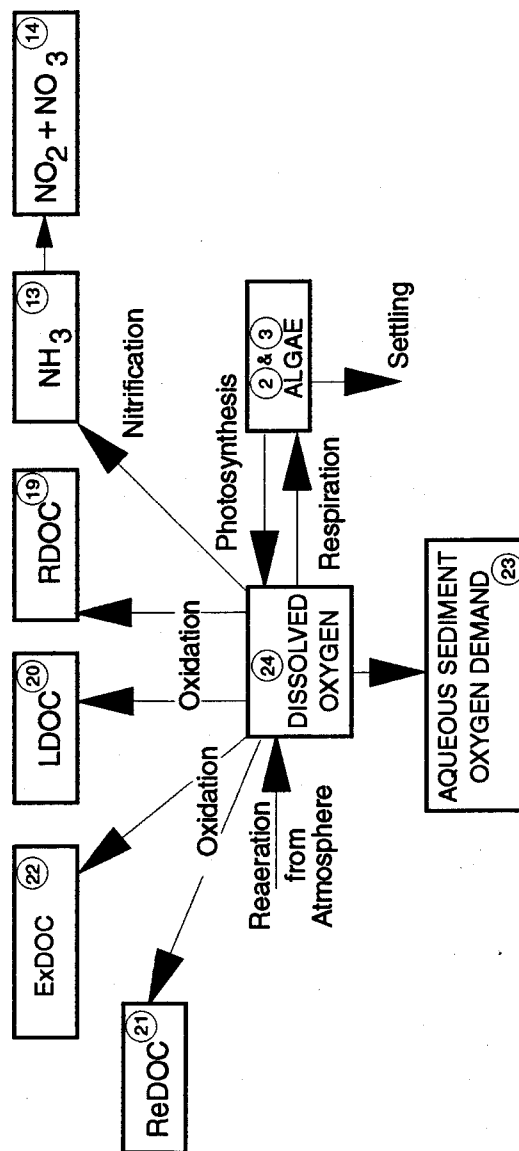 ReDOC 21
ExDOC 22
LDOC 20
RDOC 19
NH3 13
NO2 + NO3 14
Oxidation
Oxidation
Nitrification
Reaeration
from
Atmosphere
24
DISSOLVED
OXYGEN
Photosynthesis
Respiration
2 & 3
ALGAE
Settling
AQUEOUS SEDIMENT
OXYGEN DEMAND 23